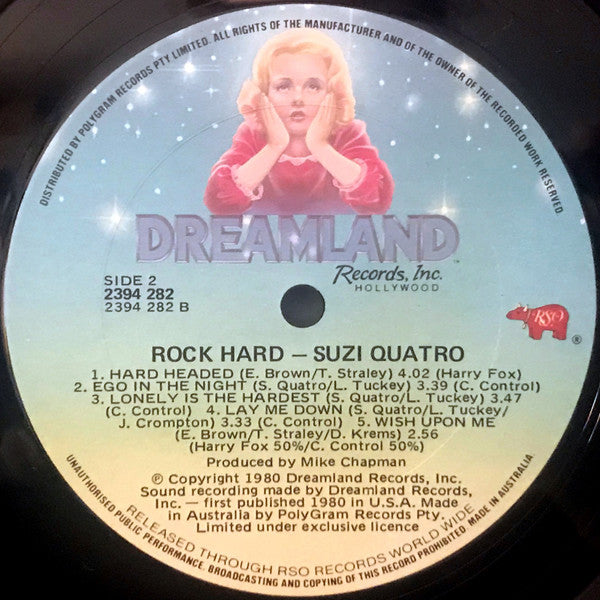 DISTRIBUTED BY POLYGRAM RECORDS PTY LIMITED. ALL RIGHTS OF THE MANUFACTURER AND OF THE OWNER OF THE RECORDED WORK RESERVED.
DREAMLAND
TM
Records, Inc.
HOLLYWOOD
SIDE 2
2394 282
2394 282 B
RSO
®
ROCK HARD — SUZI QUATRO
1. HARD HEADED (E. Brown/T. Straley) 4.02 (Harry Fox)
2. EGO IN THE NIGHT (S. Quatro/L. Tuckey) 3.39 (C. Control)
3. LONELY IS THE HARDEST (S. Quatro/L. Tuckey) 3.47
(C. Control) 4. LAY ME DOWN (S. Quatro/L. Tuckey/
J. Crompton) 3.33 (C. Control) 5. WISH UPON ME
(E. Brown/T. Straley/D. Krems) 2.56
(Harry Fox 50%/C. Control 50%)
Produced by Mike Chapman
℗ Copyright 1980 Dreamland Records, Inc.
Sound recording made by Dreamland Records,
Inc. — first published 1980 in U.S.A. Made
in Australia by PolyGram Records Pty.
Limited under exclusive licence
RELEASED THROUGH RSO RECORDS WORLD WIDE
UNAUTHORISED PUBLIC PERFORMANCE, BROADCASTING AND COPYING OF THIS RECORD PROHIBITED. MADE IN AUSTRALIA